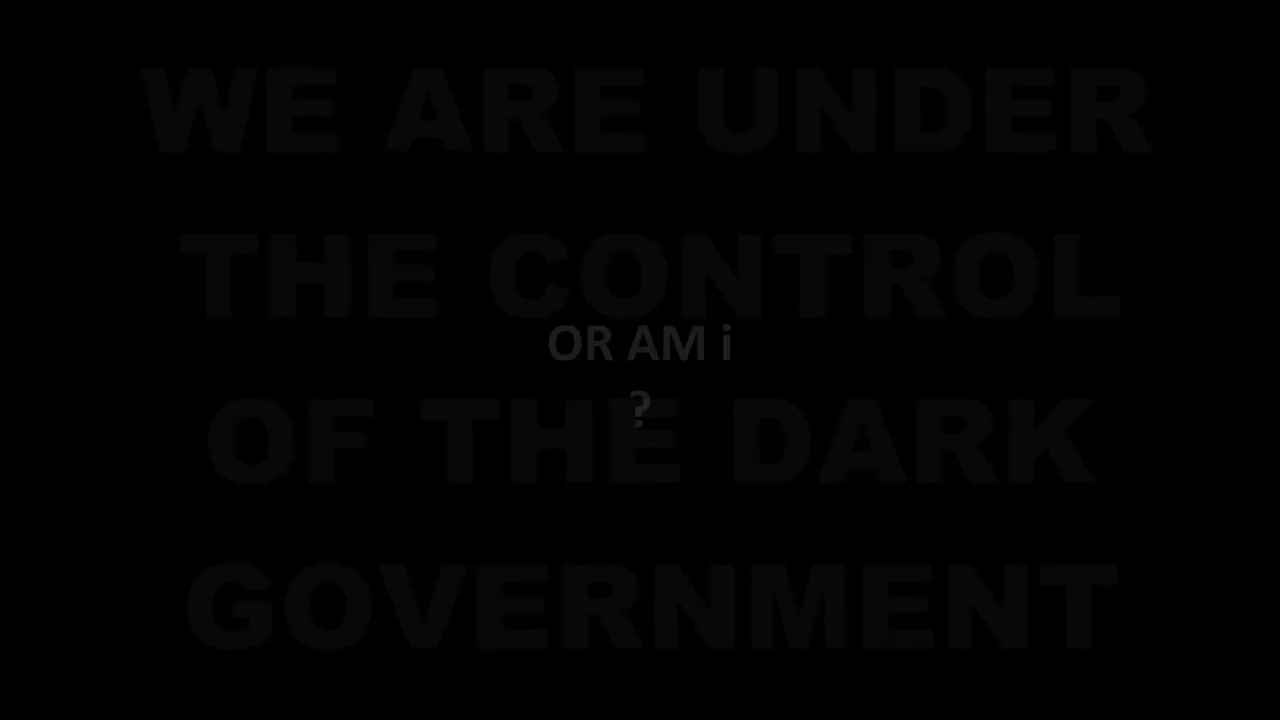 WE ARE UNDER
THE CONTROL
OR AM i
?
OF THE DARK
GOVERNMENT